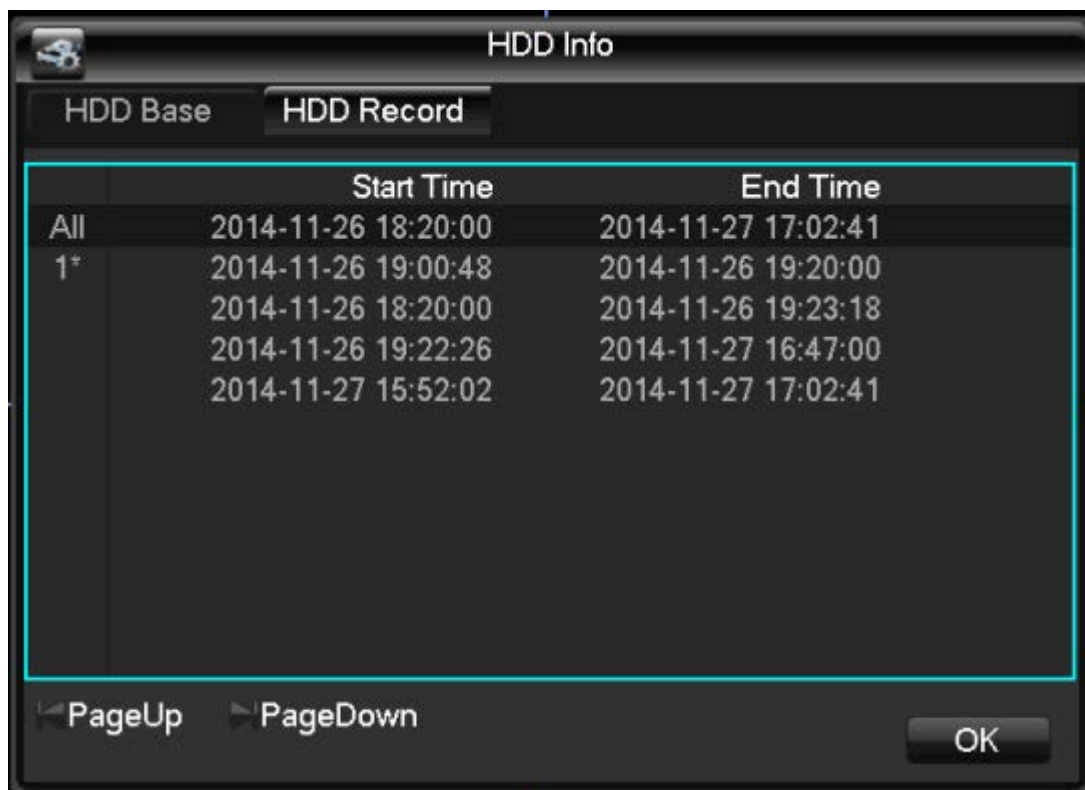 HDD Info
HDD Base HDD Record
Start Time End Time
All 2014-11-26 18:20:00 2014-11-27 17:02:41
1* 2014-11-26 19:00:48 2014-11-26 19:20:00
2014-11-26 18:20:00 2014-11-26 19:23:18
2014-11-26 19:22:26 2014-11-27 16:47:00
2014-11-27 15:52:02 2014-11-27 17:02:41
PageUp PageDown
OK